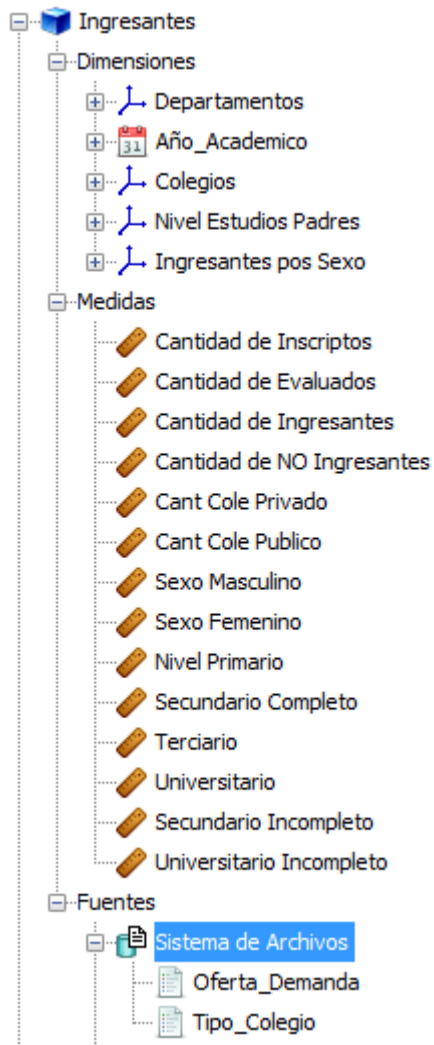 Ingresantes
Dimensiones
Departamentos
31 Año_Academico
Colegios
Nivel Estudios Padres
Ingresantes pos Sexo
Medidas
Cantidad de Inscriptos
Cantidad de Evaluados
Cantidad de Ingresantes
Cantidad de NO Ingresantes
Cant Cole Privado
Cant Cole Publico
Sexo Masculino
Sexo Femenino
Nivel Primario
Secundario Completo
Terciario
Universitario
Secundario Incompleto
Universitario Incompleto
Fuentes
Sistema de Archivos
Oferta_Demanda
Tipo_Colegio